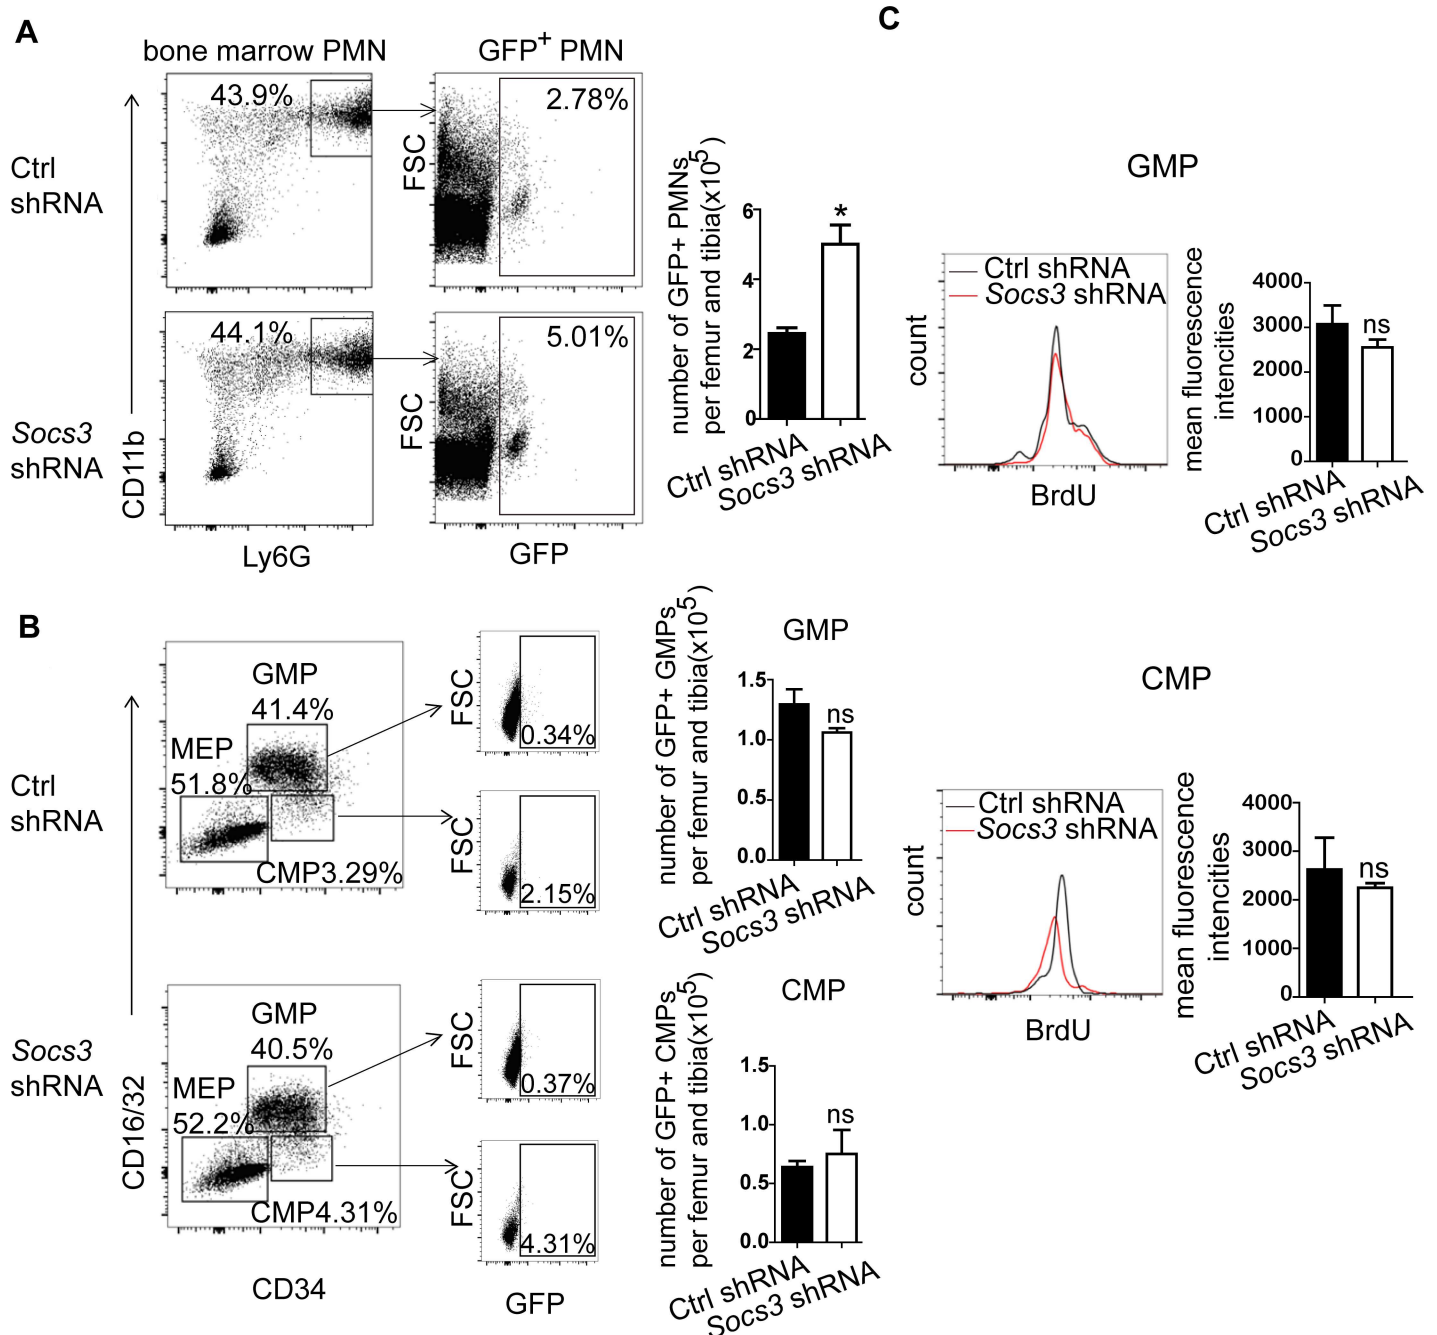 A
bone marrow PMN
GFP+ PMN
43.9%
2.78%
Ctrl
shRNA
FSC
44.1%
5.01%
Socs3
shRNA
FSC
CD11b
Ly6G
GFP
number of GFP+ PMNs
per femur and tibia(x10^5)
6
4
2
0
*
Ctrl shRNA
Socs3 shRNA
B
GMP
41.4%
MEP
51.8%
CMP3.29%
Ctrl
shRNA
FSC
0.34%
FSC
2.15%
GMP
40.5%
MEP
52.2%
CMP4.31%
Socs3
shRNA
CD16/32
CD34
FSC
0.37%
FSC
4.31%
GFP
GMP
number of GFP+ GMPs
per femur and tibia(x10^5)
1.5
1.0
0.5
0.0
ns
Ctrl shRNA
Socs3 shRNA
CMP
number of GFP+ CMPs
per femur and tibia(x10^5)
1.5
1.0
0.5
0.0
ns
Ctrl shRNA
Socs3 shRNA
C
GMP
Ctrl shRNA
Socs3 shRNA
count
BrdU
mean fluorescence
intencities
4000
3000
2000
1000
0
ns
Ctrl shRNA
Socs3 shRNA
CMP
Ctrl shRNA
Socs3 shRNA
count
BrdU
mean fluorescence
intencities
4000
3000
2000
1000
0
ns
Ctrl shRNA
Socs3 shRNA